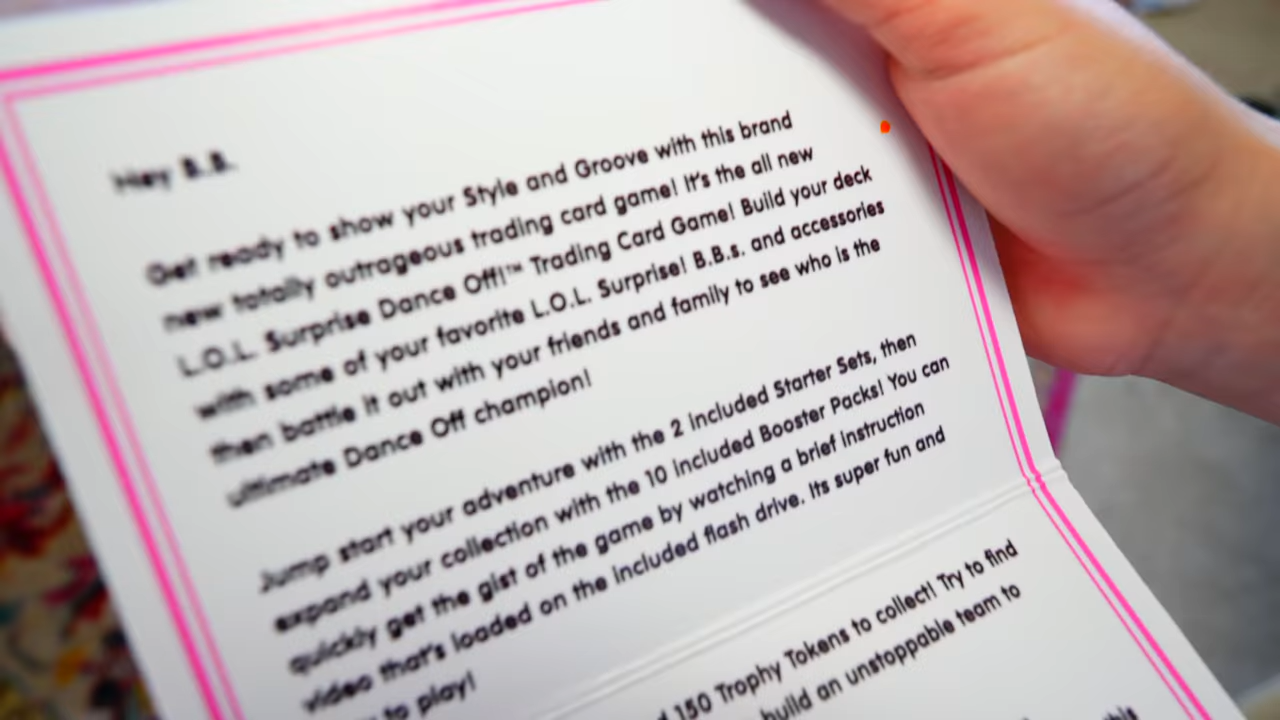 Hey B.B.
Get ready to show your Style and Groove with this brand
new totally outrageous trading card game! It's the all new
L.O.L. Surprise Dance Off!™ Trading Card Game! Build your deck
with some of your favorite L.O.L. Surprise! B.B.s. and accessories
then battle it out with your friends and family to see who is the
ultimate Dance Off champion!
Jump start your adventure with the 2 included Starter Sets, then
expand your collection with the 10 included Booster Packs! You can
quickly get the gist of the game by watching a brief instruction
video that's loaded on the included flash drive. Its super fun and
to play!
150 Trophy Tokens to collect! Try to find
build an unstoppable team to
this